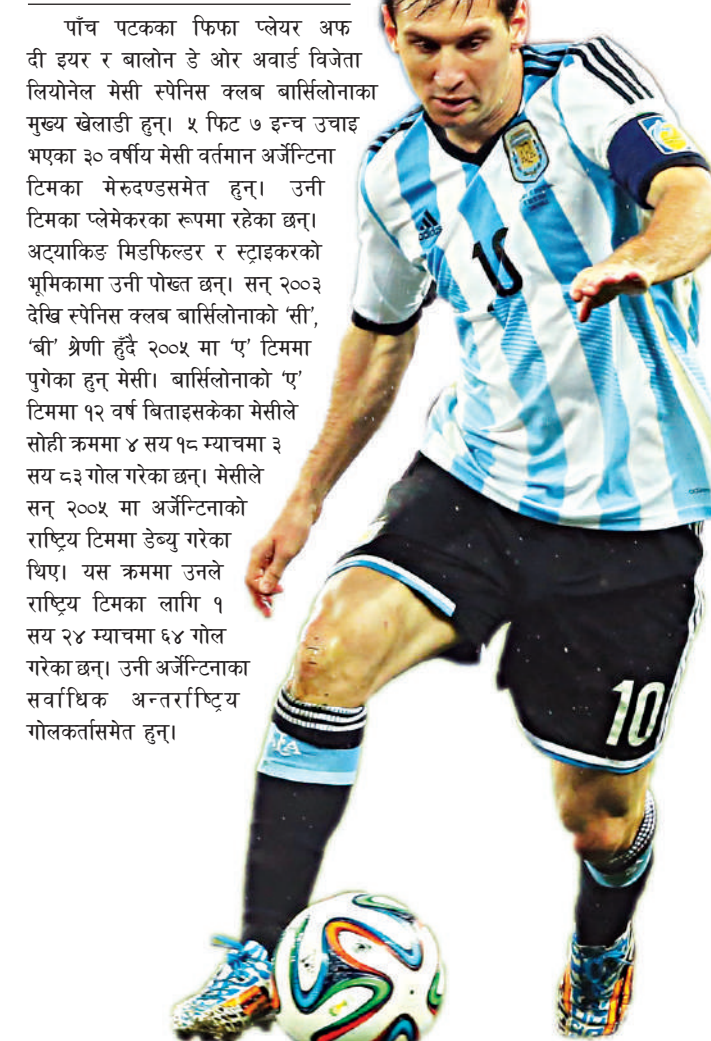 पाँच पटकका फिफा प्लेयर अफ
दी इयर र बालोन डे ओर अवार्ड विजेता
लियोनेल मेसी स्पेनिस क्लब बार्सिलोनाका
मुख्य खेलाडी हुन्। ५ फिट ७ इन्च उचाइ
भएका ३० वर्षीय मेसी वर्तमान अर्जेन्टिना
टिमका मेरुदण्डसमेत हुन्। उनी
टिमका प्लेमेकरका रूपमा रहेका छन्।
अट्याकिङ मिडफिल्डर र स्ट्राइकरको
भूमिकामा उनी पोख्त छन्। सन् २००३
देखि स्पेनिस क्लब बार्सिलोनाको ‘सी’,
‘बी’ श्रेणी हुँदै २००५ मा ‘ए’ टिममा
पुगेका हुन् मेसी। बार्सिलोनाको ‘ए’
टिममा १२ वर्ष बिताइसकेका मेसीले
सोही क्रममा ४ सय १८ म्याचमा ३
सय ८३ गोल गरेका छन्। मेसीले
सन् २००५ मा अर्जेन्टिनाको
राष्ट्रिय टिममा डेब्यु गरेका
थिए। यस क्रममा उनले
राष्ट्रिय टिमका लागि १
सय २४ म्याचमा ६४ गोल
गरेका छन्। उनी अर्जेन्टिनाका
सर्वाधिक अन्तर्राष्ट्रिय
गोलकर्तासमेत हुन्।
adidas
10
10